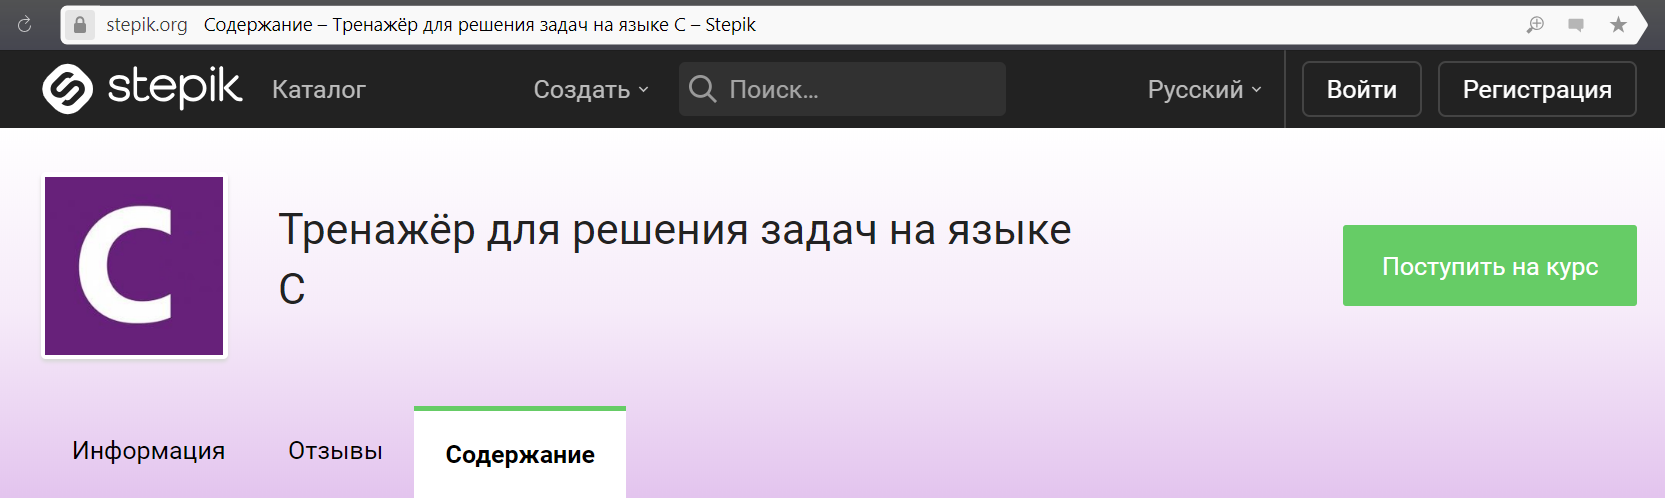 stepik.org Содержание – Тренажёр для решения задач на языке C – Stepik
stepik Каталог Создать Поиск... Русский Войти Регистрация
C
Тренажёр для решения задач на языке
C
Поступить на курс
Информация Отзывы Содержание